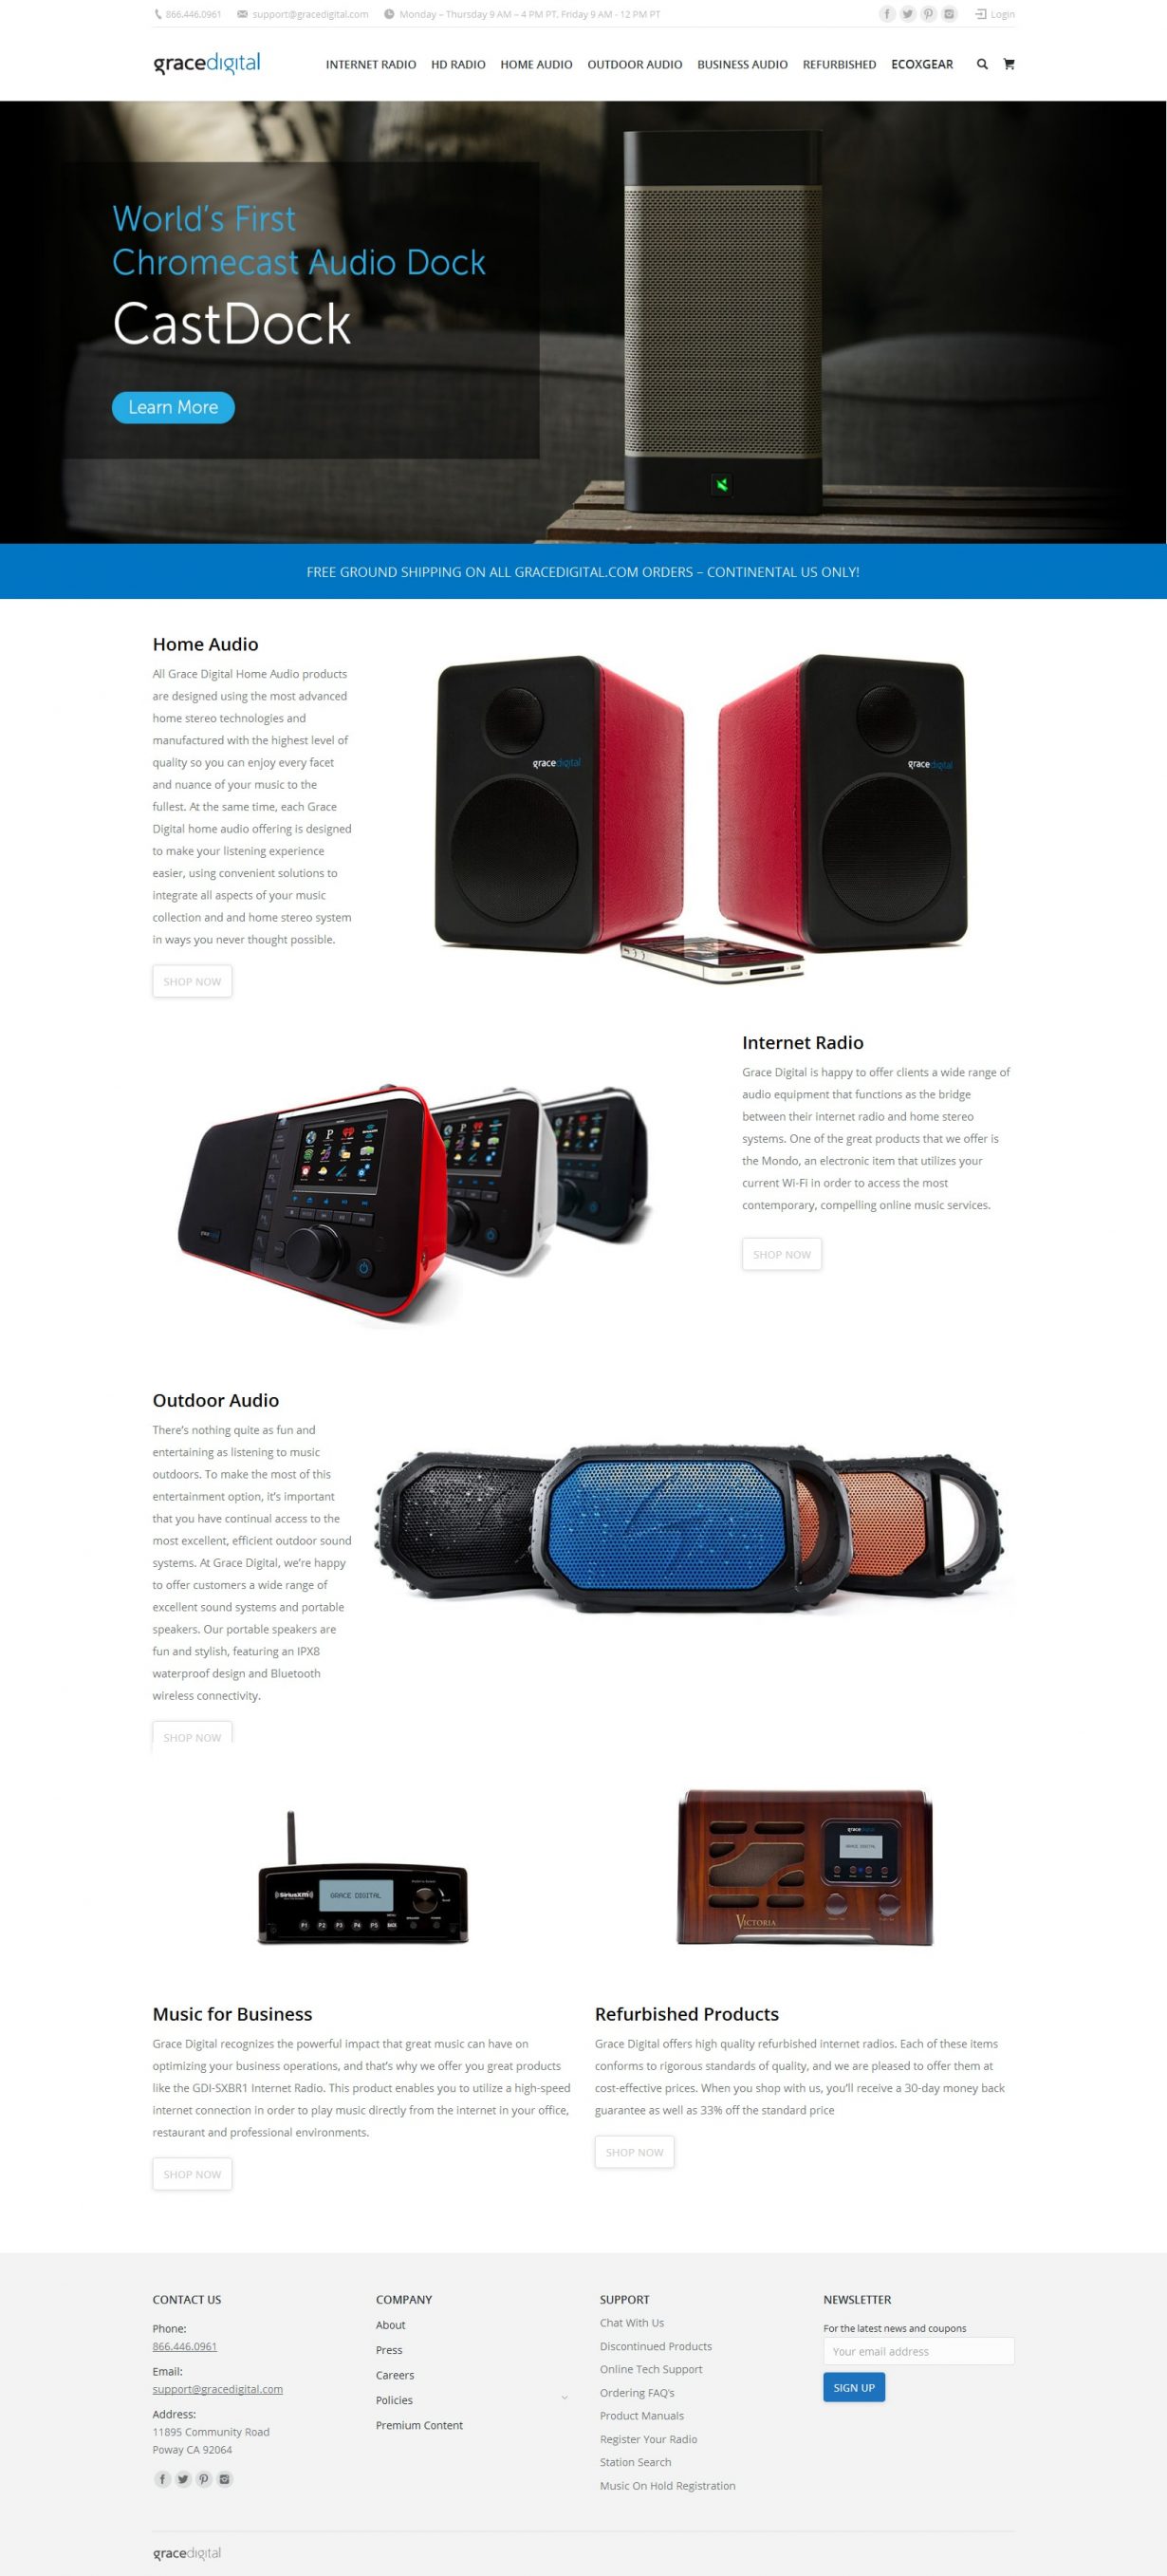 866.446.0961 support@gracedigital.com Monday – Thursday 9 AM – 4 PM PT, Friday 9 AM - 12 PM PT Login
gracedigital INTERNET RADIO HD RADIO HOME AUDIO OUTDOOR AUDIO BUSINESS AUDIO REFURBISHED ECOXGEAR
World's First
Chromecast Audio Dock
CastDock
Learn More
FREE GROUND SHIPPING ON ALL GRACEDIGITAL.COM ORDERS – CONTINENTAL US ONLY!
Home Audio
All Grace Digital Home Audio products
are designed using the most advanced
home stereo technologies and
manufactured with the highest level of
quality so you can enjoy every facet
and nuance of your music to the
fullest. At the same time, each Grace
Digital home audio offering is designed
to make your listening experience
easier, using convenient solutions to
integrate all aspects of your music
collection and and home stereo system
in ways you never thought possible.
SHOP NOW
gracedigital
gracedigital
Internet Radio
Grace Digital is happy to offer clients a wide range of
audio equipment that functions as the bridge
between their internet radio and home stereo
systems. One of the great products that we offer is
the Mondo, an electronic item that utilizes your
current Wi-Fi in order to access the most
contemporary, compelling online music services.
SHOP NOW
Outdoor Audio
There's nothing quite as fun and
entertaining as listening to music
outdoors. To make the most of this
entertainment option, it's important
that you have continual access to the
most excellent, efficient outdoor sound
systems. At Grace Digital, we're happy
to offer customers a wide range of
excellent sound systems and portable
speakers. Our portable speakers are
fun and stylish, featuring an IPX8
waterproof design and Bluetooth
wireless connectivity.
SHOP NOW
((SiriusXM))
GRACE DIGITAL
P1 P2 P3 P4 P5
gracedigital
GRACE DIGITAL
VICTORIA
Music for Business
Grace Digital recognizes the powerful impact that great music can have on
optimizing your business operations, and that's why we offer you great products
like the GDI-SXBR1 Internet Radio. This product enables you to utilize a high-speed
internet connection in order to play music directly from the internet in your office,
restaurant and professional environments.
SHOP NOW
Refurbished Products
Grace Digital offers high quality refurbished internet radios. Each of these items
conforms to rigorous standards of quality, and we are pleased to offer them at
cost-effective prices. When you shop with us, you'll receive a 30-day money back
guarantee as well as 33% off the standard price
SHOP NOW
CONTACT US
Phone:
866.446.0961
Email:
support@gracedigital.com
Address:
11895 Community Road
Poway CA 92064
COMPANY
About
Press
Careers
Policies
Premium Content
SUPPORT
Chat With Us
Discontinued Products
Online Tech Support
Ordering FAQ's
Product Manuals
Register Your Radio
Station Search
Music On Hold Registration
NEWSLETTER
For the latest news and coupons
Your email address
SIGN UP
gracedigital